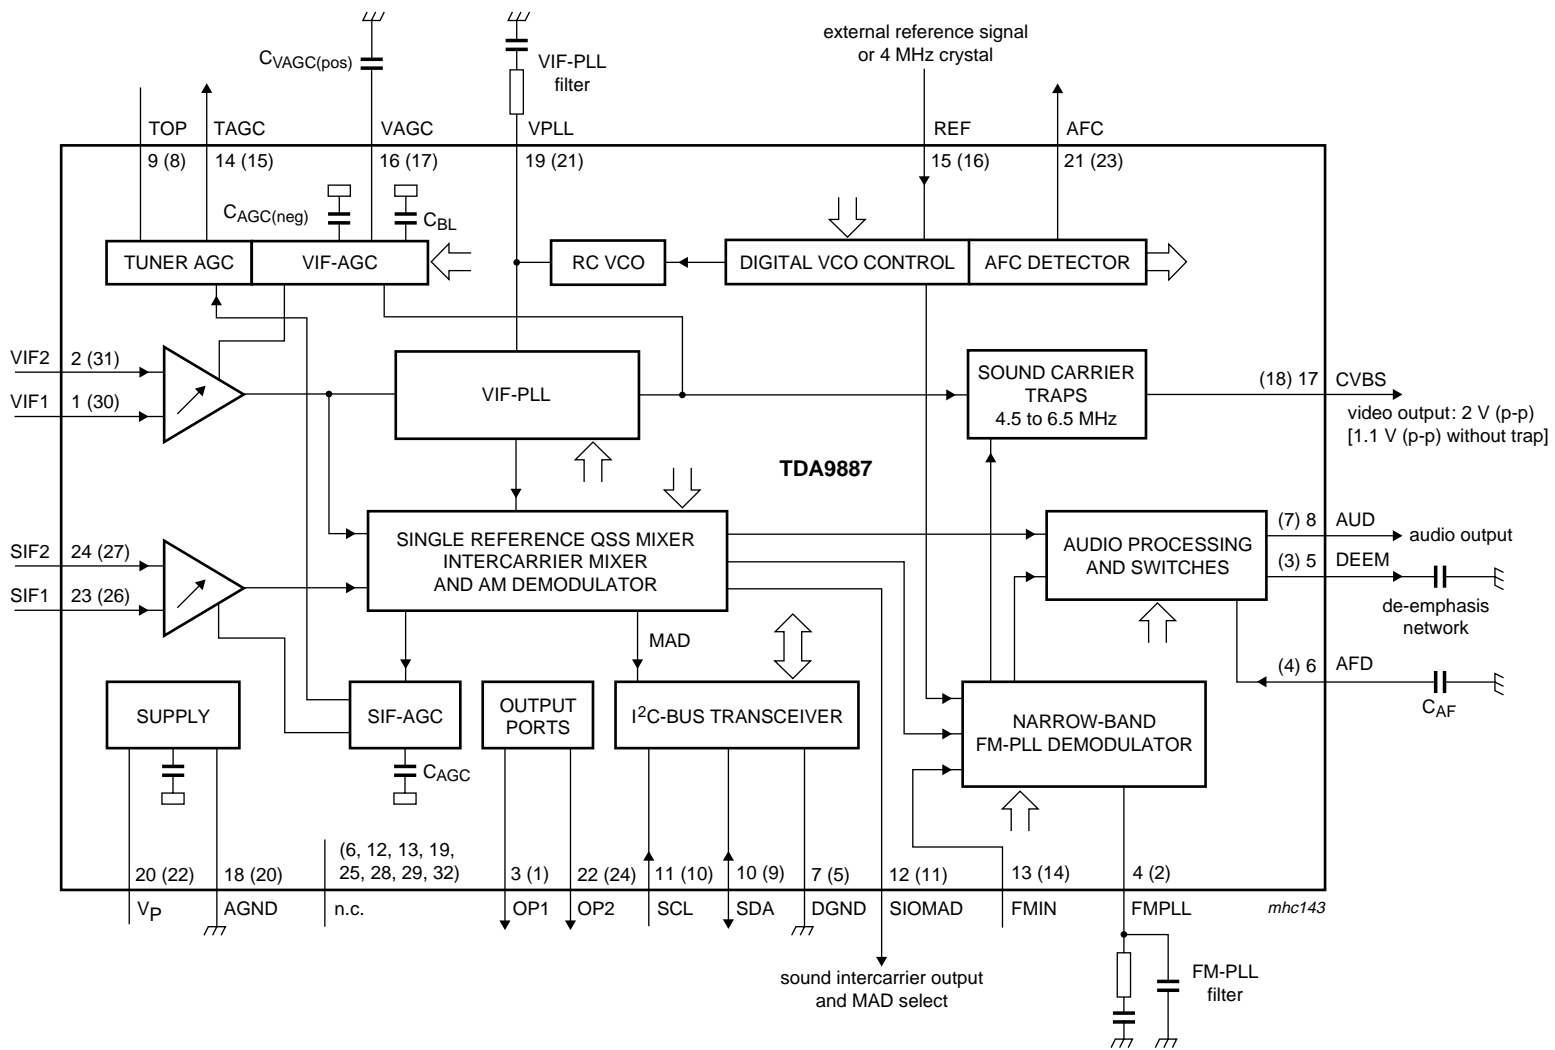 external reference signal
or 4 MHz crystal
CVAGC(pos)
VIF-PLL
filter
TOP
TAGC
VAGC
VPLL
REF
AFC
9 (8)
14 (15)
16 (17)
19 (21)
15 (16)
21 (23)
CAGC(neg)
CBL
TUNER AGC
VIF-AGC
RC VCO
DIGITAL VCO CONTROL
AFC DETECTOR
VIF2
2 (31)
VIF1
1 (30)
VIF-PLL
SOUND CARRIER
TRAPS
4.5 to 6.5 MHz
(18) 17
CVBS
video output: 2 V (p-p)
[1.1 V (p-p) without trap]
TDA9887
SIF2
24 (27)
SIF1
23 (26)
SINGLE REFERENCE QSS MIXER
INTERCARRIER MIXER
AND AM DEMODULATOR
AUDIO PROCESSING
AND SWITCHES
(7) 8
AUD
audio output
(3) 5
DEEM
de-emphasis
network
MAD
(4) 6
AFD
CAF
SUPPLY
SIF-AGC
OUTPUT
PORTS
I2C-BUS TRANSCEIVER
NARROW-BAND
FM-PLL DEMODULATOR
CAGC
(6, 12, 13, 19,
25, 28, 29, 32)
20 (22)
18 (20)
3 (1)
22 (24)
11 (10)
10 (9)
7 (5)
12 (11)
13 (14)
4 (2)
VP
AGND
n.c.
OP1
OP2
SCL
SDA
DGND
SIOMAD
FMIN
FMPLL
mhc143
sound intercarrier output
and MAD select
FM-PLL
filter